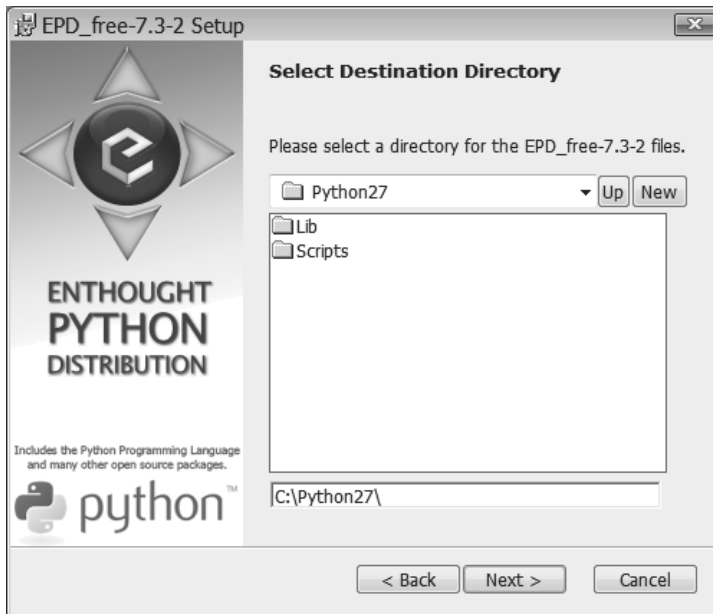 EPD_free-7.3-2 Setup
Select Destination Directory
Please select a directory for the EPD_free-7.3-2 files.
Python27
Up
New
Lib
Scripts
ENTHOUGHT
PYTHON
DISTRIBUTION
Includes the Python Programming Language
and many other open source packages.
python™
C:\Python27\
< Back
Next >
Cancel